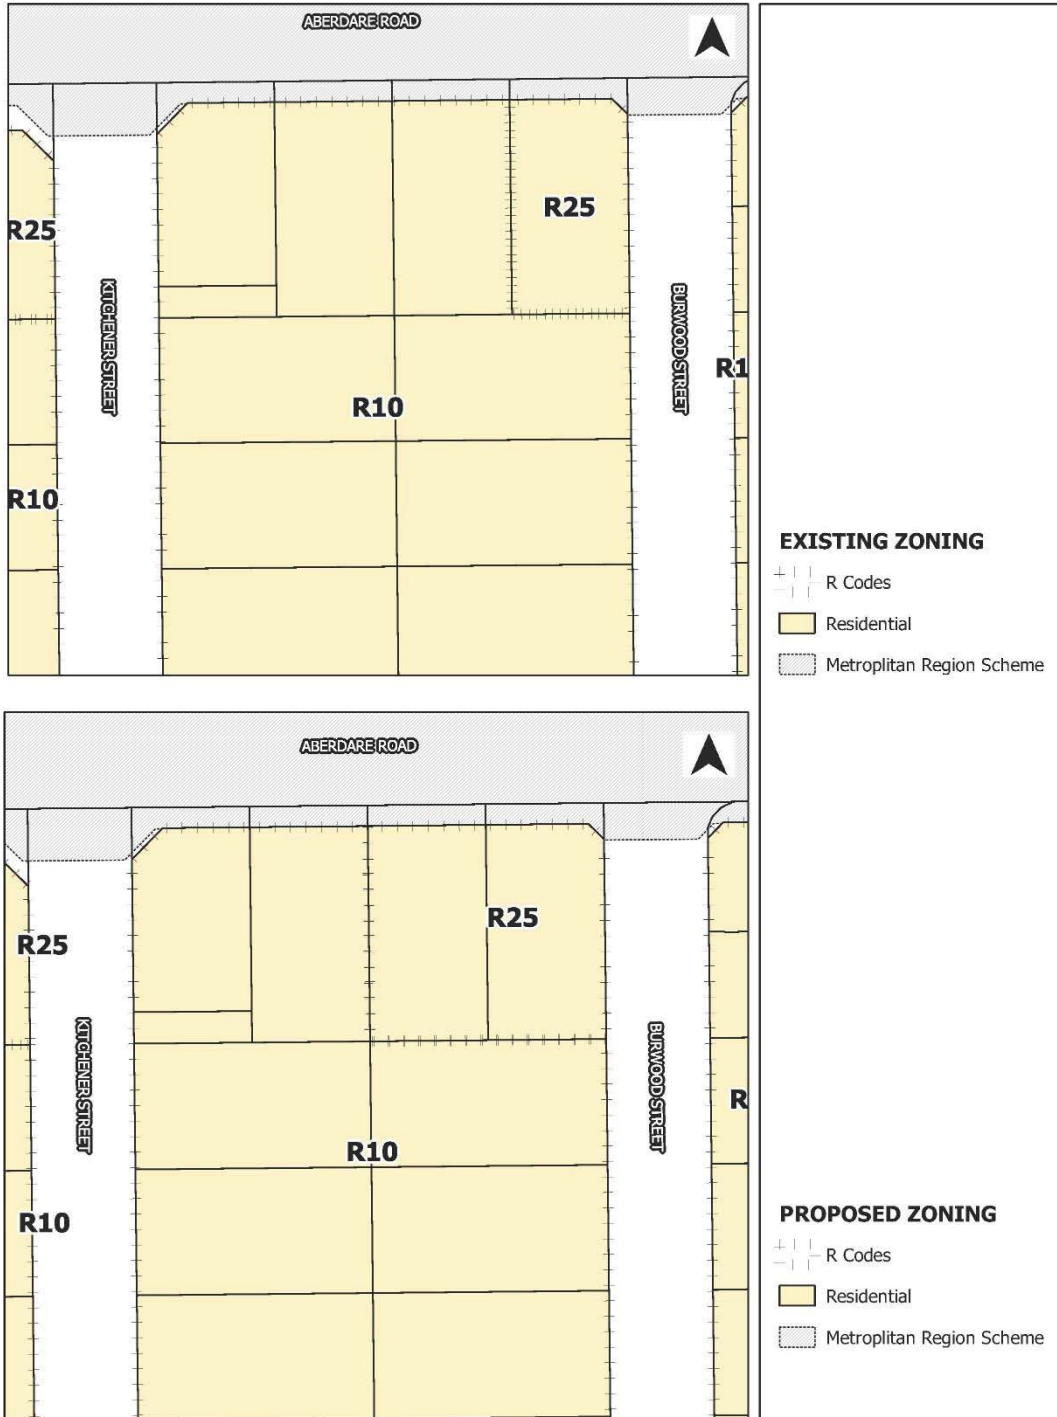 ABERDARE ROAD
R25
R25
KITCHENER STREET
BURWOOD STREET
R1
R10
R10
EXISTING ZONING
R Codes
Residential
Metroplitan Region Scheme
ABERDARE ROAD
R25
R25
KITCHENER STREET
BURWOOD STREET
R
R10
R10
PROPOSED ZONING
R Codes
Residential
Metroplitan Region Scheme